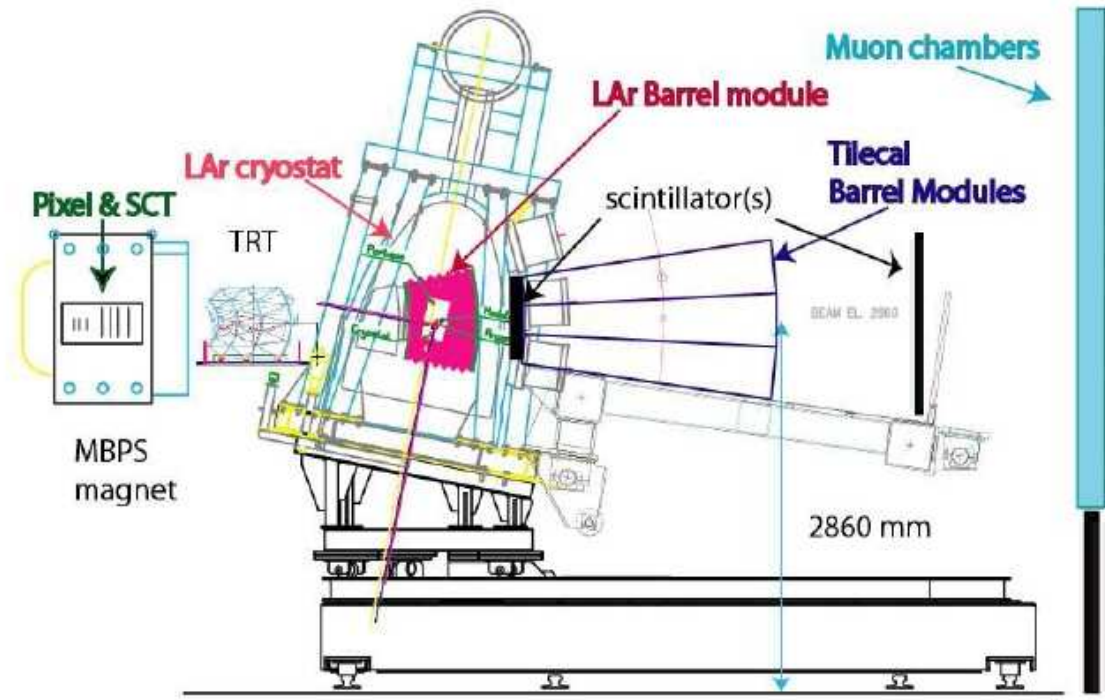 Muon chambers
LAr Barrel module
LAr cryostat
Tilecal
Barrel Modules
Pixel & SCT
scintillator(s)
TRT
Cryostat
BEAM EL. 2860
MBPS
magnet
2860 mm